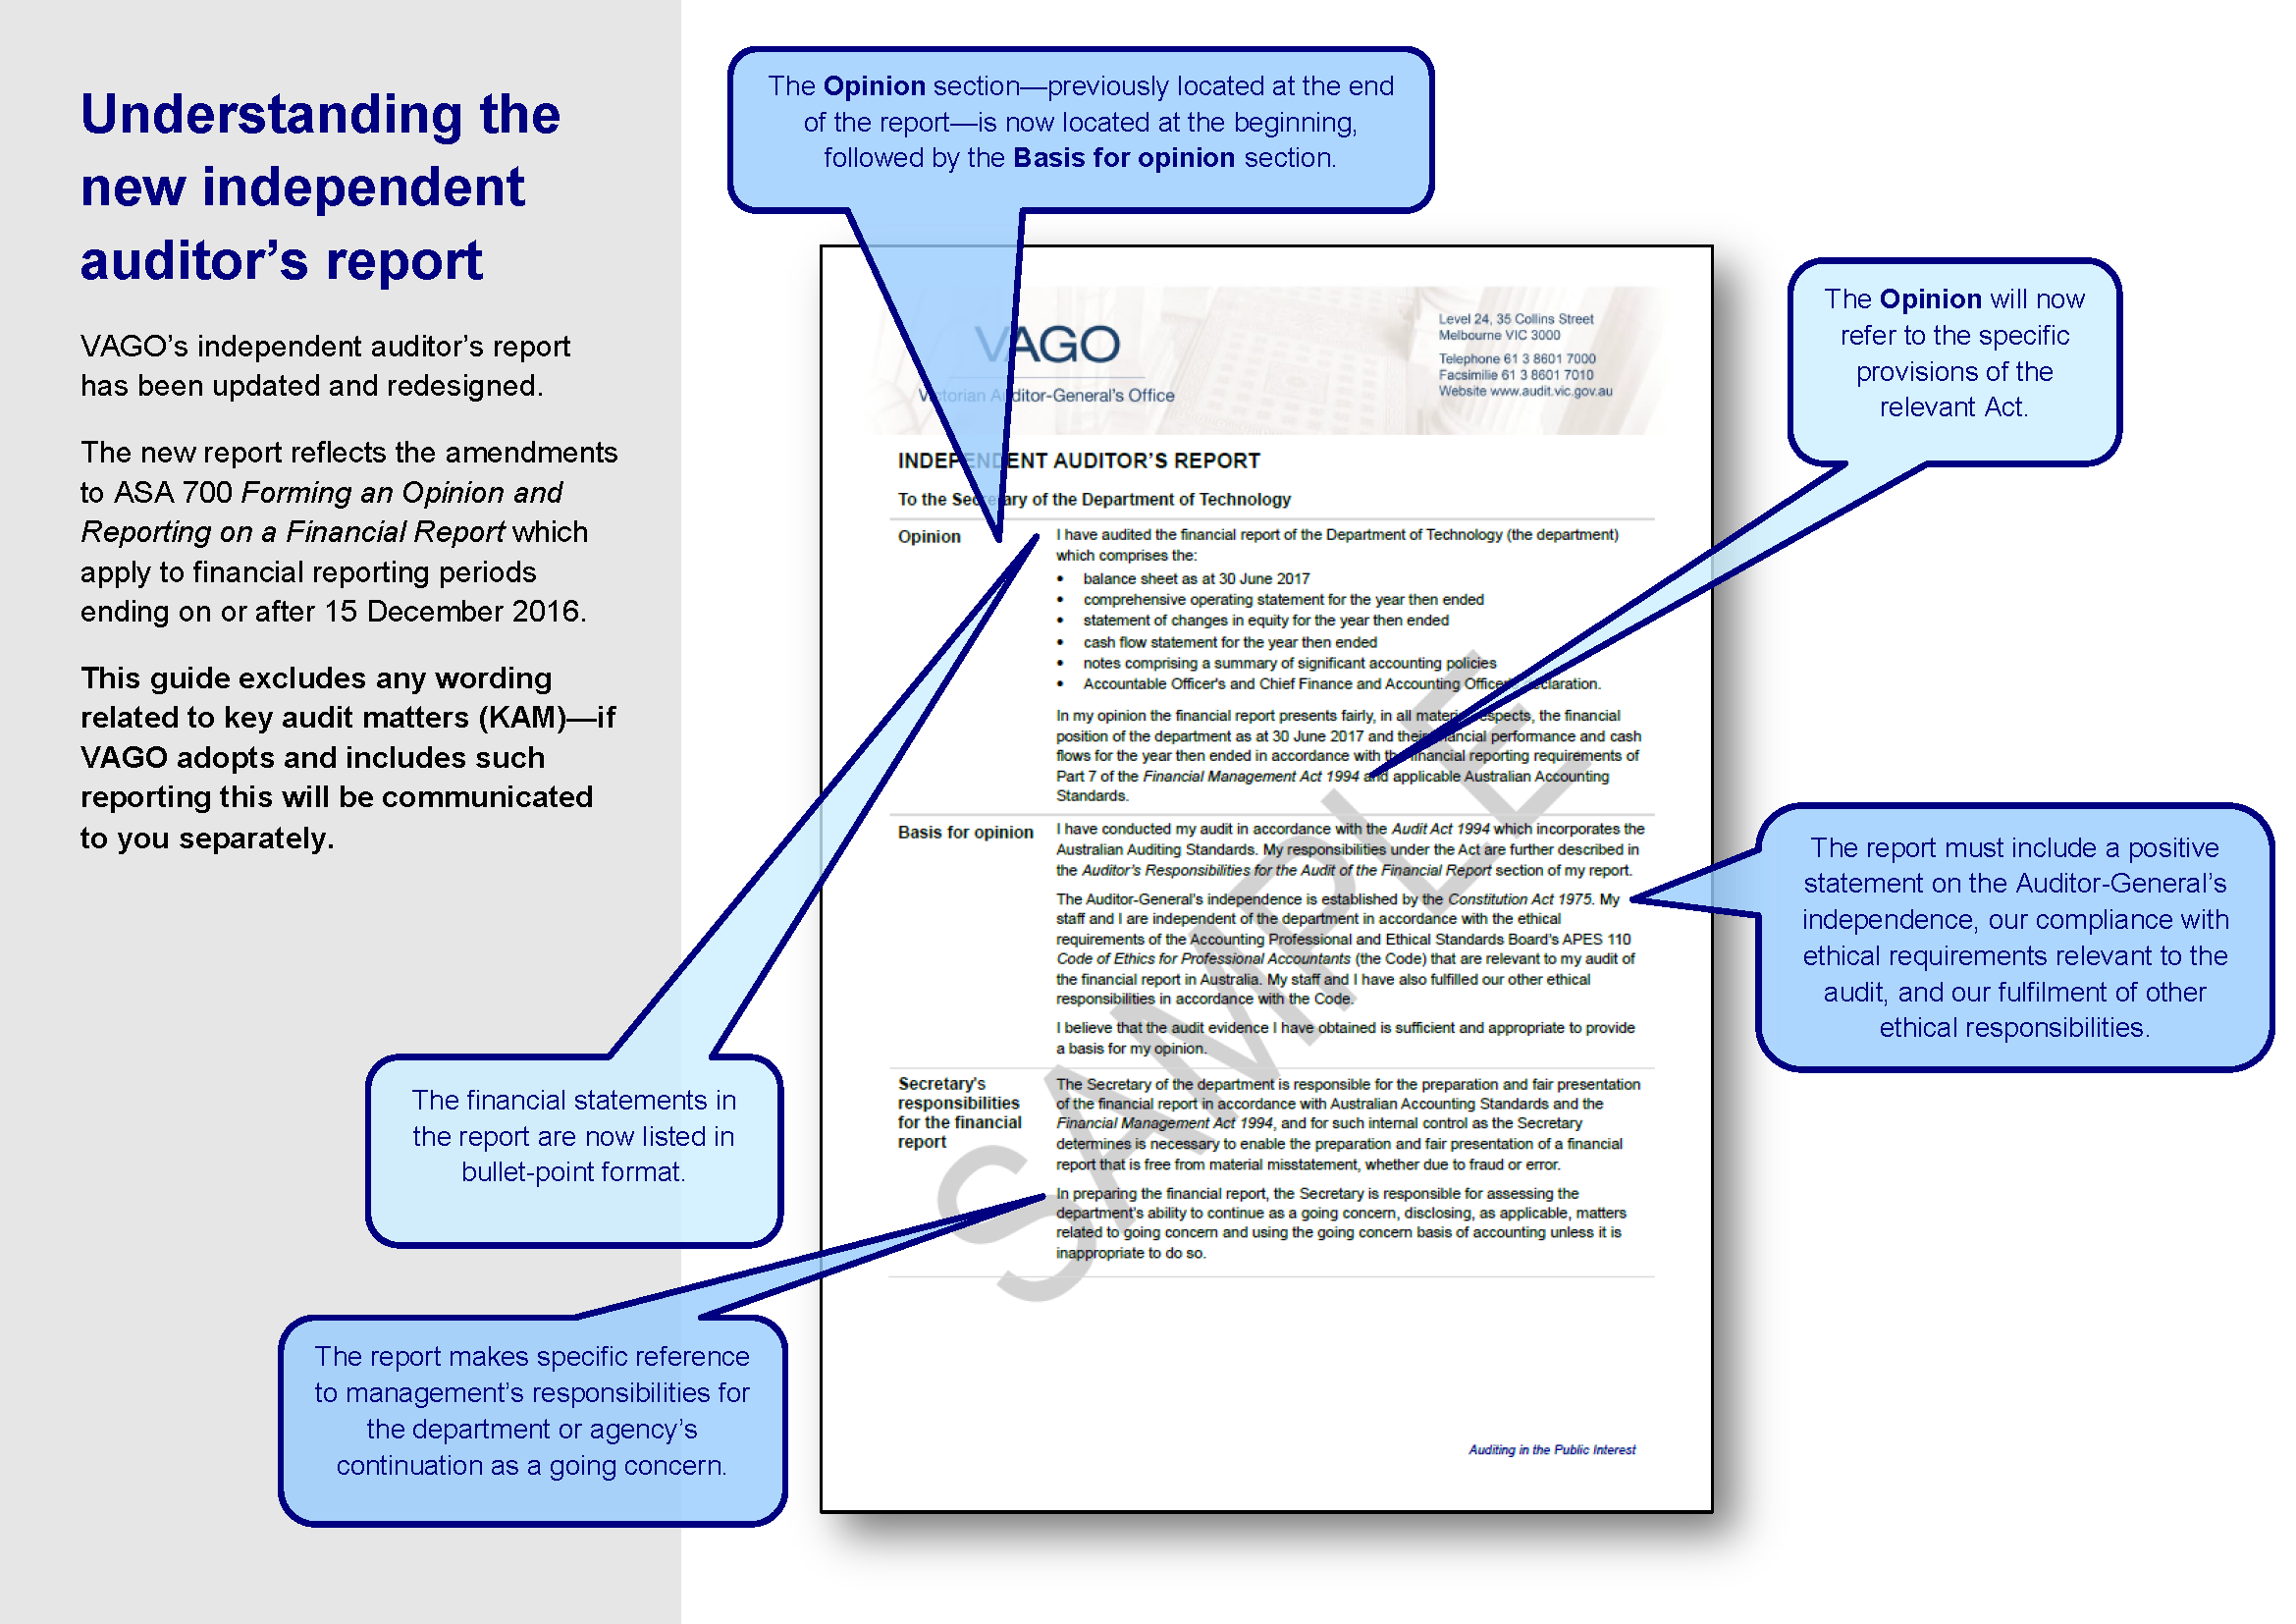 Understanding the
new independent
auditor's report
VAGO's independent auditor's report
has been updated and redesigned.
The new report reflects the amendments
to ASA 700 Forming an Opinion and
Reporting on a Financial Report which
apply to financial reporting periods
ending on or after 15 December 2016.
This guide excludes any wording
related to key audit matters (KAM)—if
VAGO adopts and includes such
reporting this will be communicated
to you separately.
The Opinion section—previously located at the end
of the report—is now located at the beginning,
followed by the Basis for opinion section.
The Opinion will now
refer to the specific
provisions of the
relevant Act.
The report must include a positive
statement on the Auditor-General's
independence, our compliance with
ethical requirements relevant to the
audit, and our fulfilment of other
ethical responsibilities.
The financial statements in
the report are now listed in
bullet-point format.
The report makes specific reference
to management's responsibilities for
the department or agency's
continuation as a going concern.
VAGO
Victorian Auditor-General's Office
Level 24, 35 Collins Street
Melbourne VIC 3000
Telephone 61 3 8601 7000
Facsimilie 61 3 8601 7010
Website www.audit.vic.gov.au
INDEPENDENT AUDITOR'S REPORT
To the Secretary of the Department of Technology
Opinion
I have audited the financial report of the Department of Technology (the department)
which comprises the:
• balance sheet as at 30 June 2017
• comprehensive operating statement for the year then ended
• statement of changes in equity for the year then ended
• cash flow statement for the year then ended
• notes comprising a summary of significant accounting policies
• Accountable Officer's and Chief Finance and Accounting Officer's declaration.
In my opinion the financial report presents fairly, in all material respects, the financial
position of the department as at 30 June 2017 and their financial performance and cash
flows for the year then ended in accordance with the financial reporting requirements of
Part 7 of the Financial Management Act 1994 and applicable Australian Accounting
Standards.
Basis for opinion
I have conducted my audit in accordance with the Audit Act 1994 which incorporates the
Australian Auditing Standards. My responsibilities under the Act are further described in
the Auditor's Responsibilities for the Audit of the Financial Report section of my report.
The Auditor-General's independence is established by the Constitution Act 1975. My
staff and I are independent of the department in accordance with the ethical
requirements of the Accounting Professional and Ethical Standards Board's APES 110
Code of Ethics for Professional Accountants (the Code) that are relevant to my audit of
the financial report in Australia. My staff and I have also fulfilled our other ethical
responsibilities in accordance with the Code.
I believe that the audit evidence I have obtained is sufficient and appropriate to provide
a basis for my opinion.
Secretary's
responsibilities
for the financial
report
The Secretary of the department is responsible for the preparation and fair presentation
of the financial report in accordance with Australian Accounting Standards and the
Financial Management Act 1994, and for such internal control as the Secretary
determines is necessary to enable the preparation and fair presentation of a financial
report that is free from material misstatement, whether due to fraud or error.
In preparing the financial report, the Secretary is responsible for assessing the
department's ability to continue as a going concern, disclosing, as applicable, matters
related to going concern and using the going concern basis of accounting unless it is
inappropriate to do so.
SAMPLE
Auditing in the Public Interest